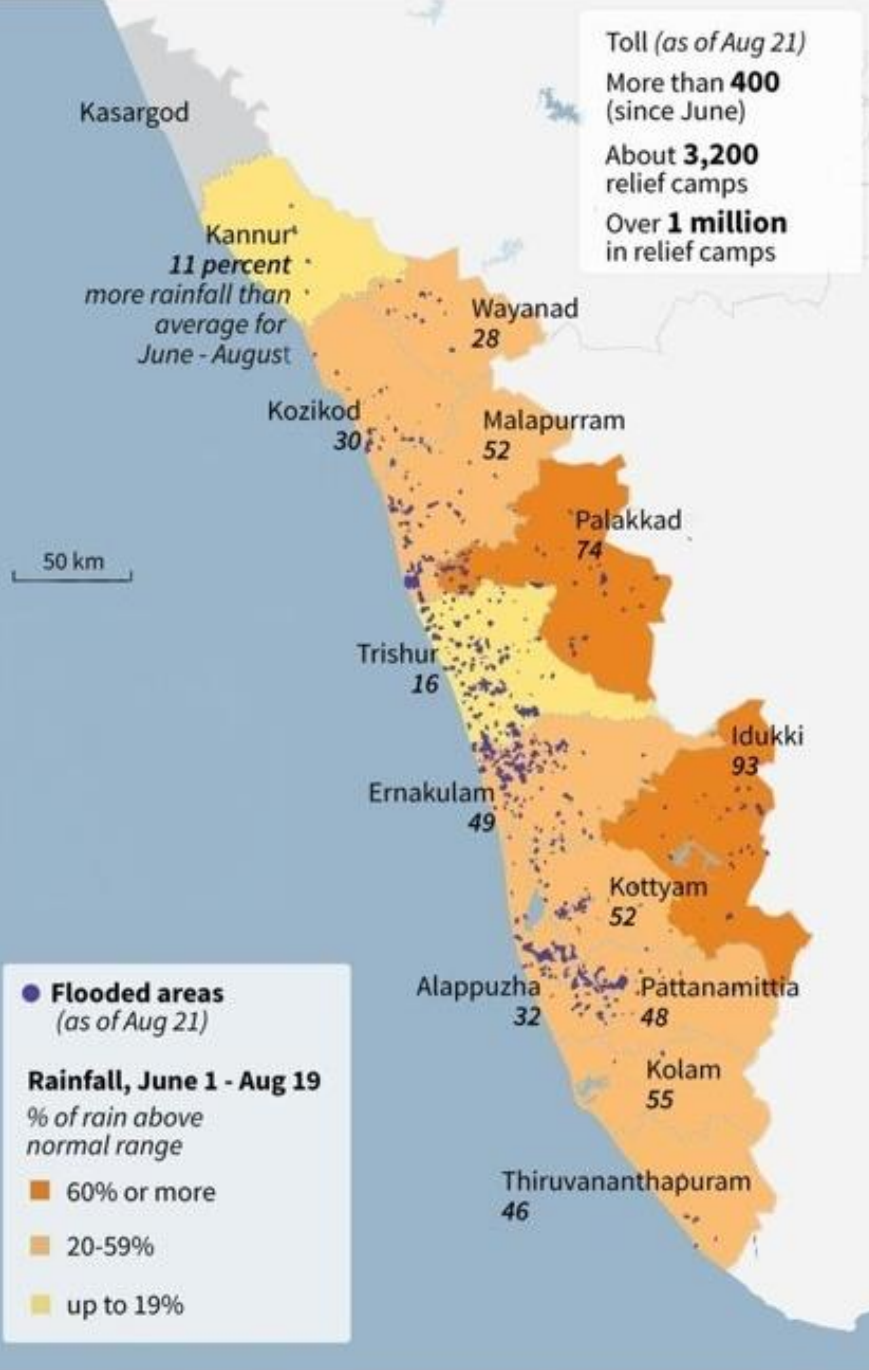 Toll (as of Aug 21)
More than 400
(since June)
About 3,200
relief camps
Over 1 million
in relief camps
Kasargod
Kannur
11 percent
more rainfall than
average for
June - August
Wayanad
28
Kozikod
30
Malapurram
52
Palakkad
74
50 km
Trishur
16
Idukki
93
Ernakulam
49
Kottyam
52
Alappuzha
32
Pattanamittia
48
Kolam
55
Thiruvananthapuram
46
Flooded areas
(as of Aug 21)
Rainfall, June 1 - Aug 19
% of rain above
normal range
60% or more
20-59%
up to 19%